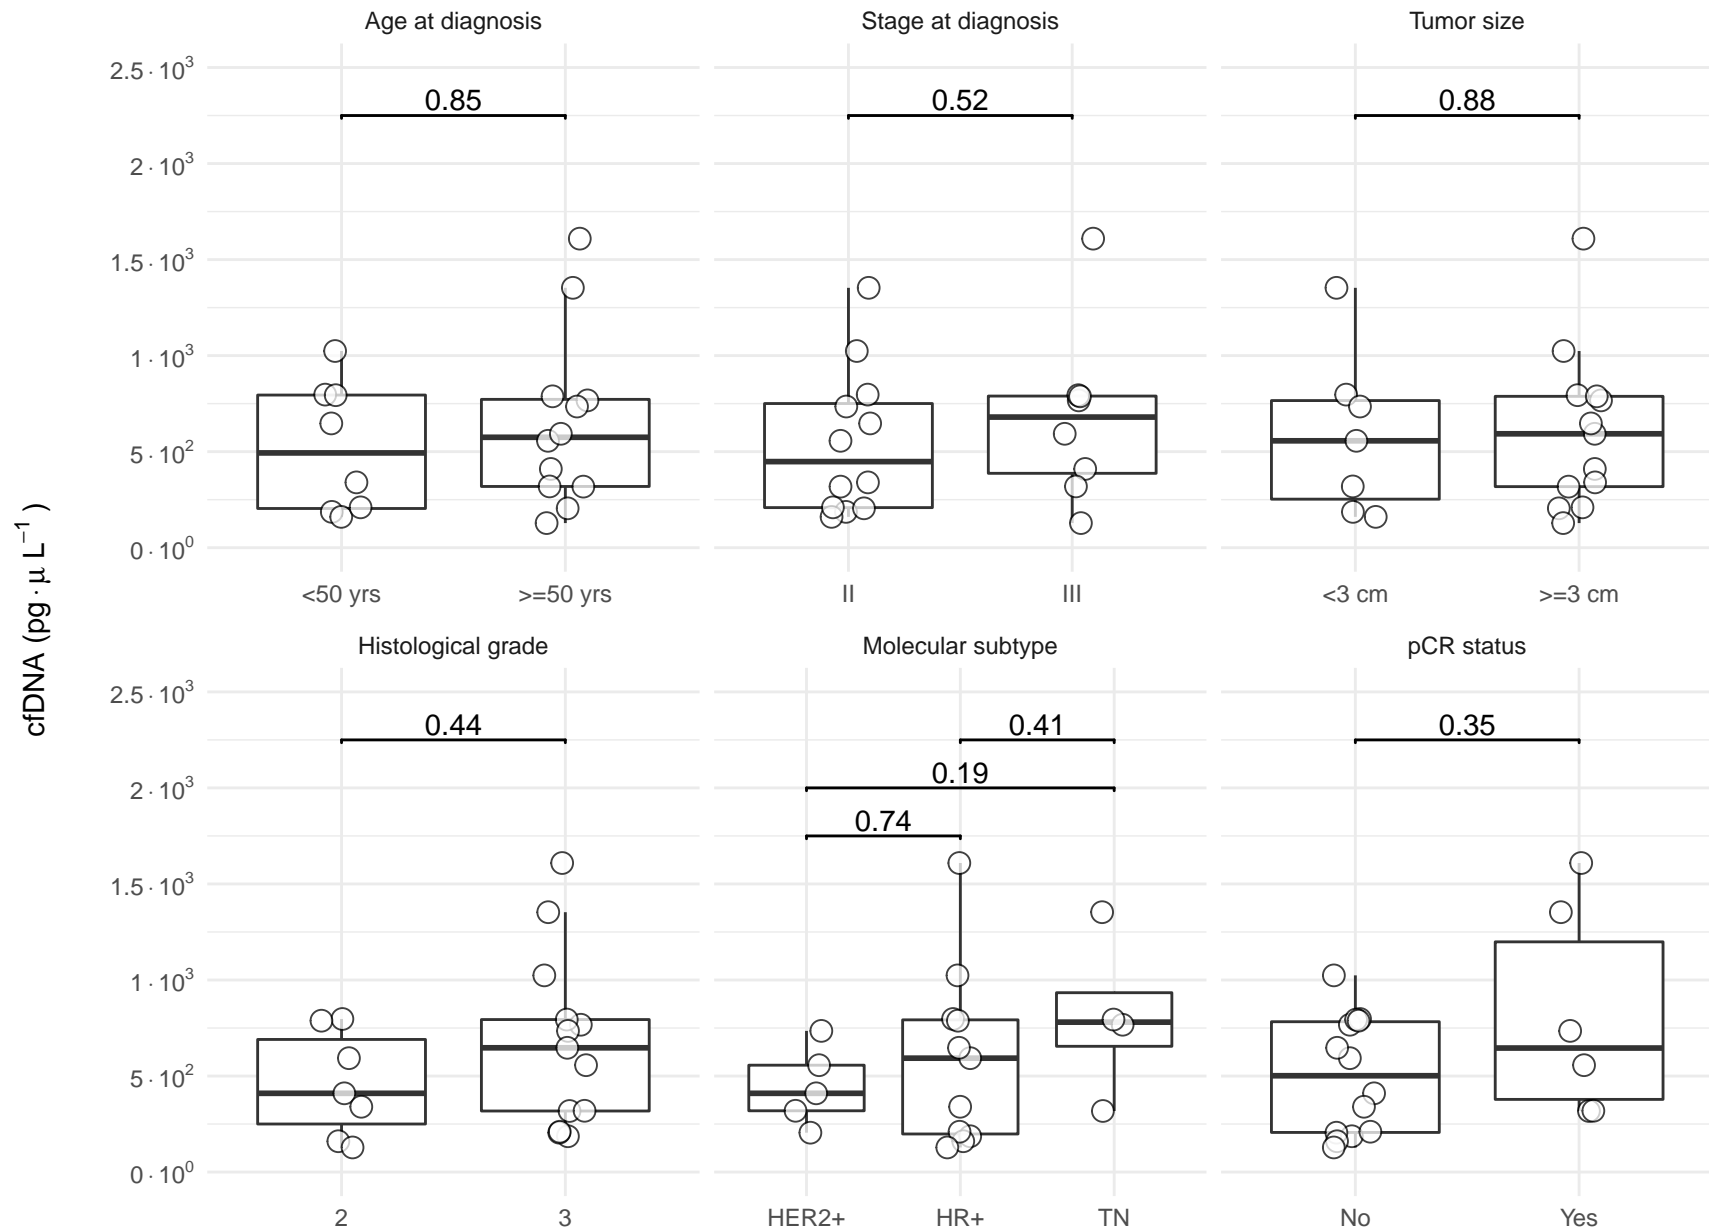 Age at diagnosis Stage at diagnosis Tumor size
2.5 · 10³
0.85 0.52 0.88
2 · 10³
1.5 · 10³
1 · 10³
5 · 10²
0 · 10⁰
<50 yrs >=50 yrs II III <3 cm >=3 cm
cfDNA (pg · μ L⁻¹ )
Histological grade Molecular subtype pCR status
2.5 · 10³
0.44 0.41 0.35
2 · 10³
0.19
0.74
1.5 · 10³
1 · 10³
5 · 10²
0 · 10⁰
2 3 HER2+ HR+ TN No Yes